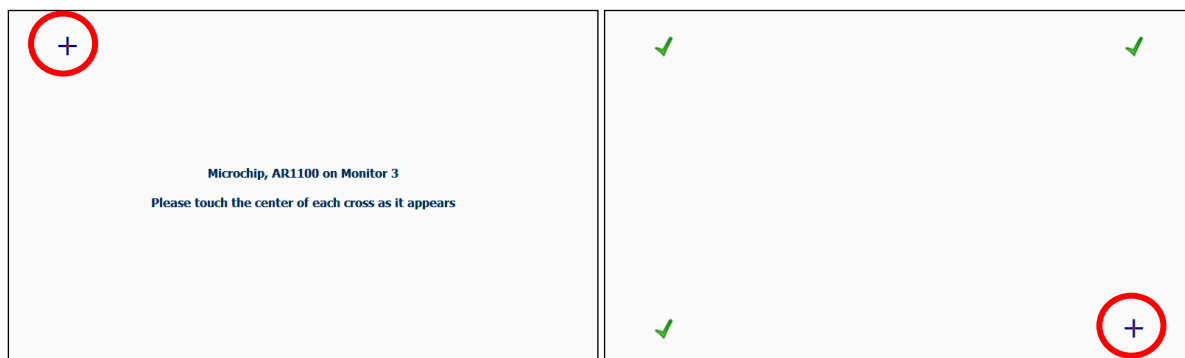 Microchip, AR1100 on Monitor 3
Please touch the center of each cross as it appears